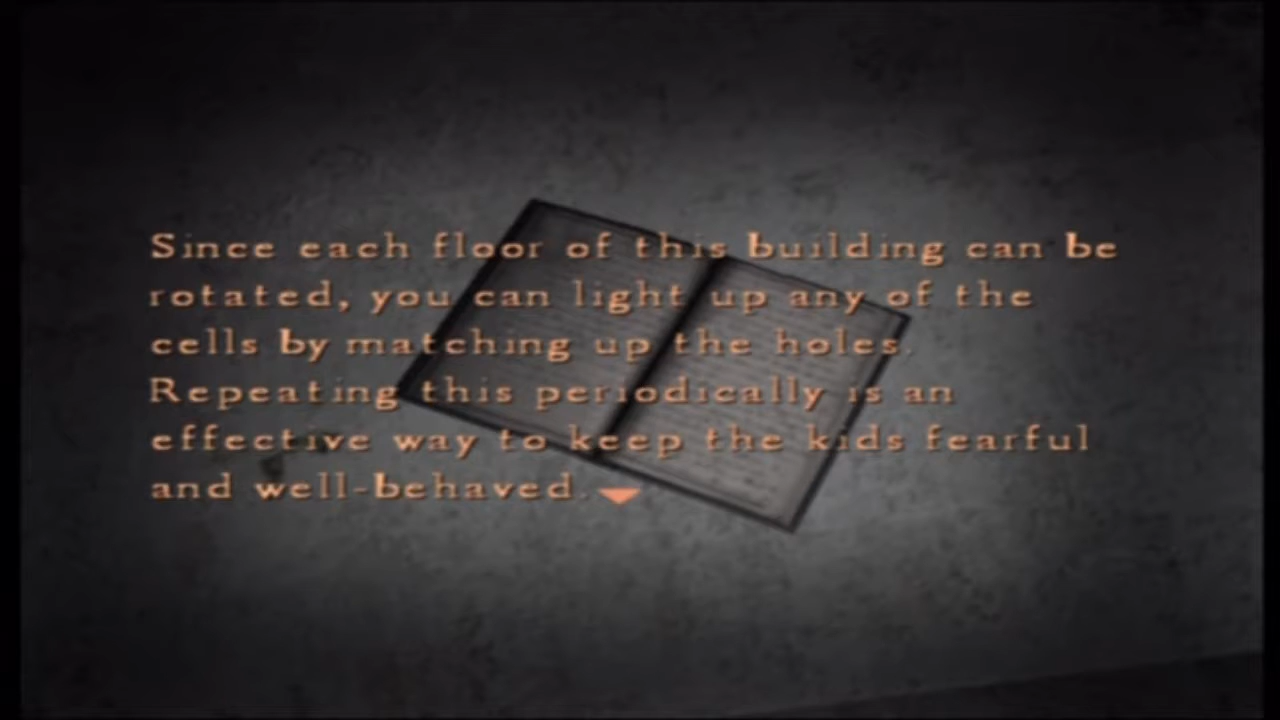 Since each floor of this building can be
rotated, you can light up any of the
cells by matching up the holes.
Repeating this periodically is an
effective way to keep the kids fearful
and well-behaved.